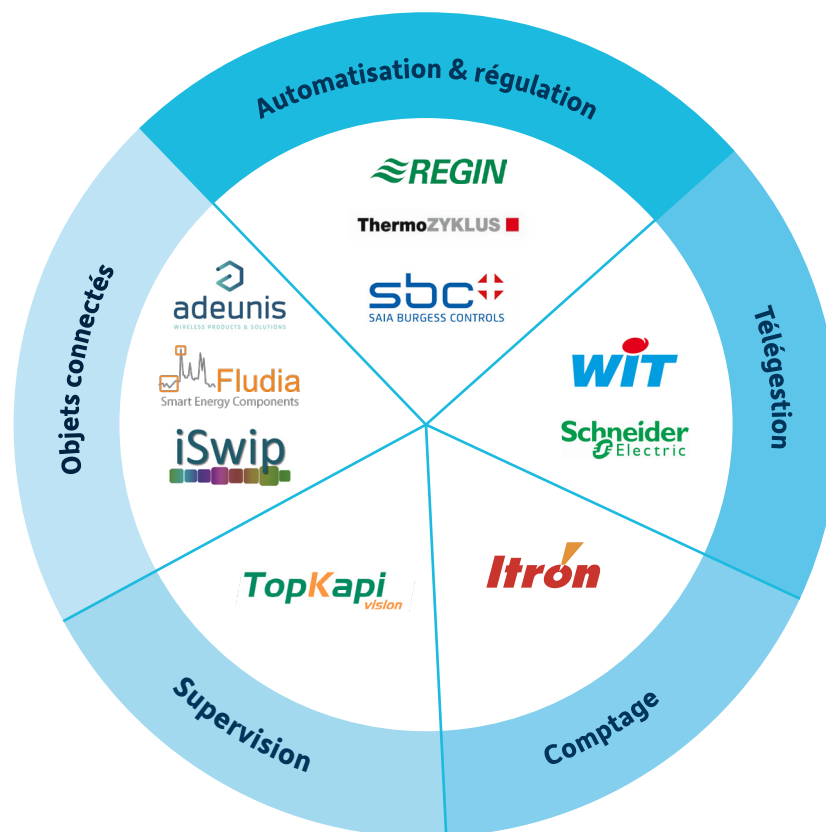 Automatisation & régulation
REGIN
ThermoZYKLUS
sbc
SAIA BURGESS CONTROLS
Télégestion
WIT
Schneider
Electric
Comptage
Itron
Supervision
TopKapi
vision
Objets connectés
adeunis
WIRELESS PRODUCTS & SOLUTIONS
Fludia
Smart Energy Components
iSwip